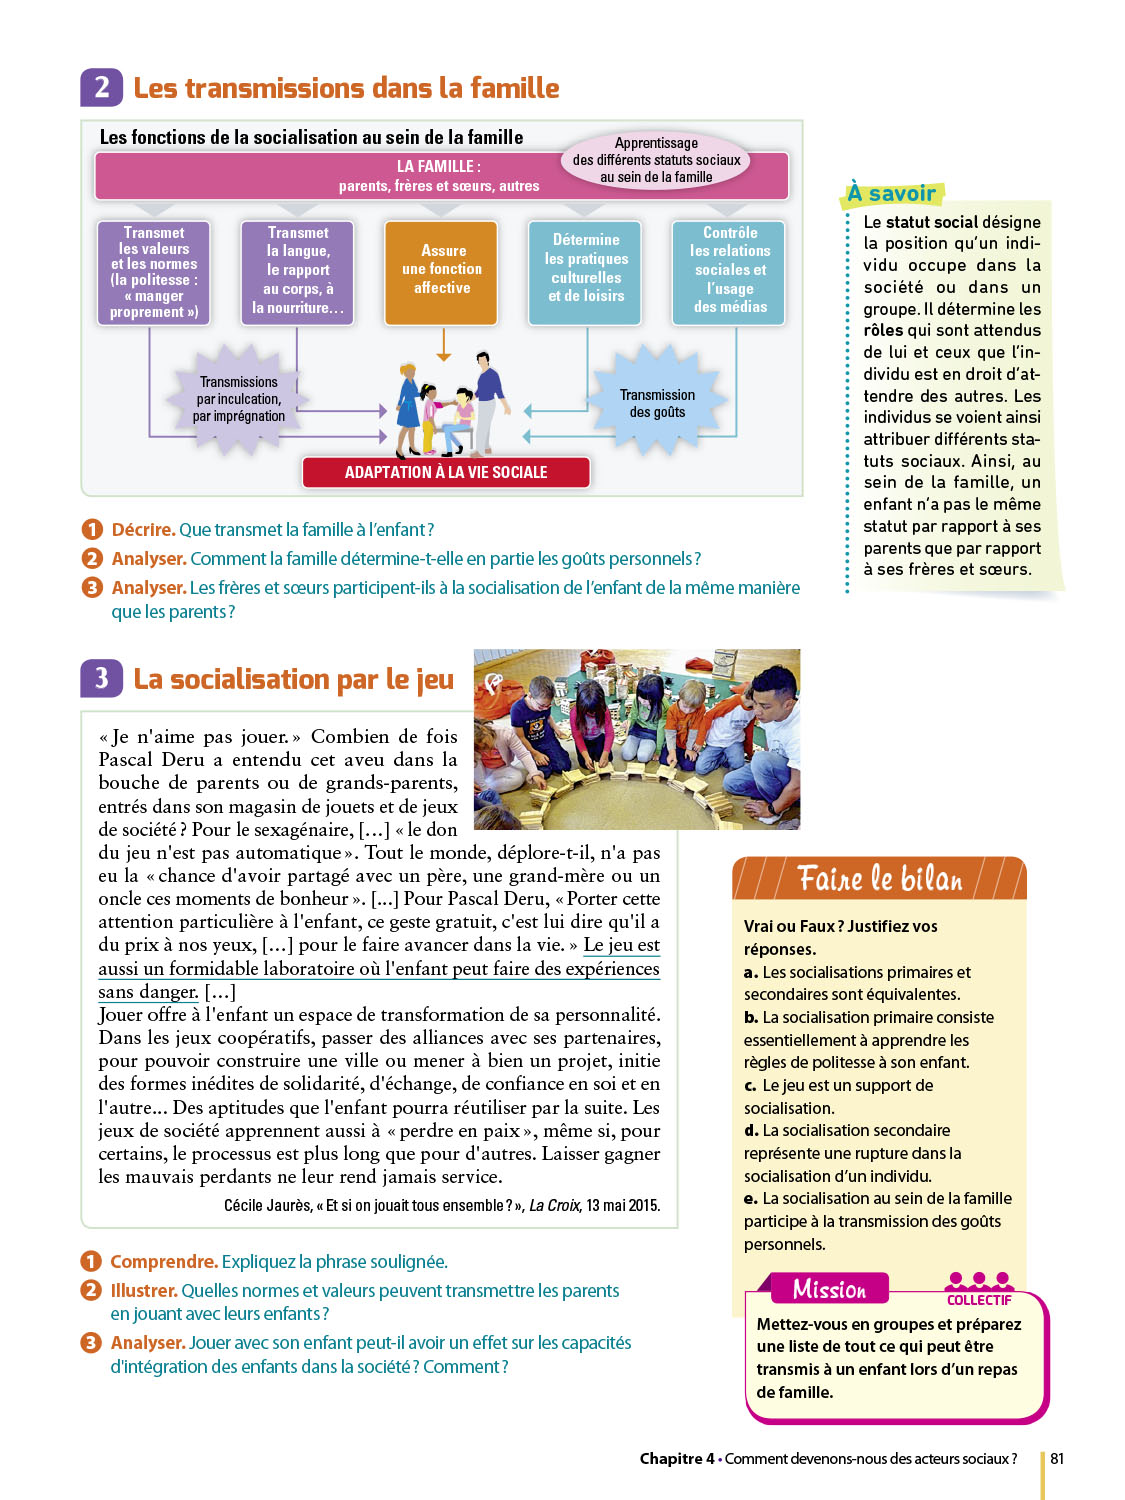 2 Les transmissions dans la famille
Les fonctions de la socialisation au sein de la famille
Apprentissage
des différents statuts sociaux
au sein de la famille
LA FAMILLE :
parents, frères et sœurs, autres
Transmet
les valeurs
et les normes
(la politesse :
« manger
proprement »)
Transmet
la langue,
le rapport
au corps, à
la nourriture…
Assure
une fonction
affective
Détermine
les pratiques
culturelles
et de loisirs
Contrôle
les relations
sociales et
l'usage
des médias
Transmissions
par inculcation,
par imprégnation
Transmission
des goûts
ADAPTATION À LA VIE SOCIALE
1 Décrire. Que transmet la famille à l'enfant ?
2 Analyser. Comment la famille détermine-t-elle en partie les goûts personnels ?
3 Analyser. Les frères et sœurs participent-ils à la socialisation de l'enfant de la même manière
que les parents ?
À savoir
Le statut social désigne
la position qu'un indi-
vidu occupe dans la
société ou dans un
groupe. Il détermine les
rôles qui sont attendus
de lui et ceux que l'in-
dividu est en droit d'at-
tendre des autres. Les
individus se voient ainsi
attribuer différents sta-
tuts sociaux. Ainsi, au
sein de la famille, un
enfant n'a pas le même
statut par rapport à ses
parents que par rapport
à ses frères et sœurs.
3 La socialisation par le jeu
« Je n'aime pas jouer. » Combien de fois
Pascal Deru a entendu cet aveu dans la
bouche de parents ou de grands-parents,
entrés dans son magasin de jouets et de jeux
de société ? Pour le sexagénaire, […] « le don
du jeu n'est pas automatique ». Tout le monde, déplore-t-il, n'a pas
eu la « chance d'avoir partagé avec un père, une grand-mère ou un
oncle ces moments de bonheur ». [...] Pour Pascal Deru, « Porter cette
attention particulière à l'enfant, ce geste gratuit, c'est lui dire qu'il a
du prix à nos yeux, […] pour le faire avancer dans la vie. » Le jeu est
aussi un formidable laboratoire où l'enfant peut faire des expériences
sans danger. […]
Jouer offre à l'enfant un espace de transformation de sa personnalité.
Dans les jeux coopératifs, passer des alliances avec ses partenaires,
pour pouvoir construire une ville ou mener à bien un projet, initie
des formes inédites de solidarité, d'échange, de confiance en soi et en
l'autre... Des aptitudes que l'enfant pourra réutiliser par la suite. Les
jeux de société apprennent aussi à « perdre en paix », même si, pour
certains, le processus est plus long que pour d'autres. Laisser gagner
les mauvais perdants ne leur rend jamais service.
Cécile Jaurès, « Et si on jouait tous ensemble ? », La Croix, 13 mai 2015.
1 Comprendre. Expliquez la phrase soulignée.
2 Illustrer. Quelles normes et valeurs peuvent transmettre les parents
en jouant avec leurs enfants ?
3 Analyser. Jouer avec son enfant peut-il avoir un effet sur les capacités
d'intégration des enfants dans la société ? Comment ?
Faire le bilan
Vrai ou Faux ? Justifiez vos
réponses.
a. Les socialisations primaires et
secondaires sont équivalentes.
b. La socialisation primaire consiste
essentiellement à apprendre les
règles de politesse à son enfant.
c. Le jeu est un support de
socialisation.
d. La socialisation secondaire
représente une rupture dans la
socialisation d'un individu.
e. La socialisation au sein de la famille
participe à la transmission des goûts
personnels.
Mission
COLLECTIF
Mettez-vous en groupes et préparez
une liste de tout ce qui peut être
transmis à un enfant lors d'un repas
de famille.
Chapitre 4 • Comment devenons-nous des acteurs sociaux ? 81